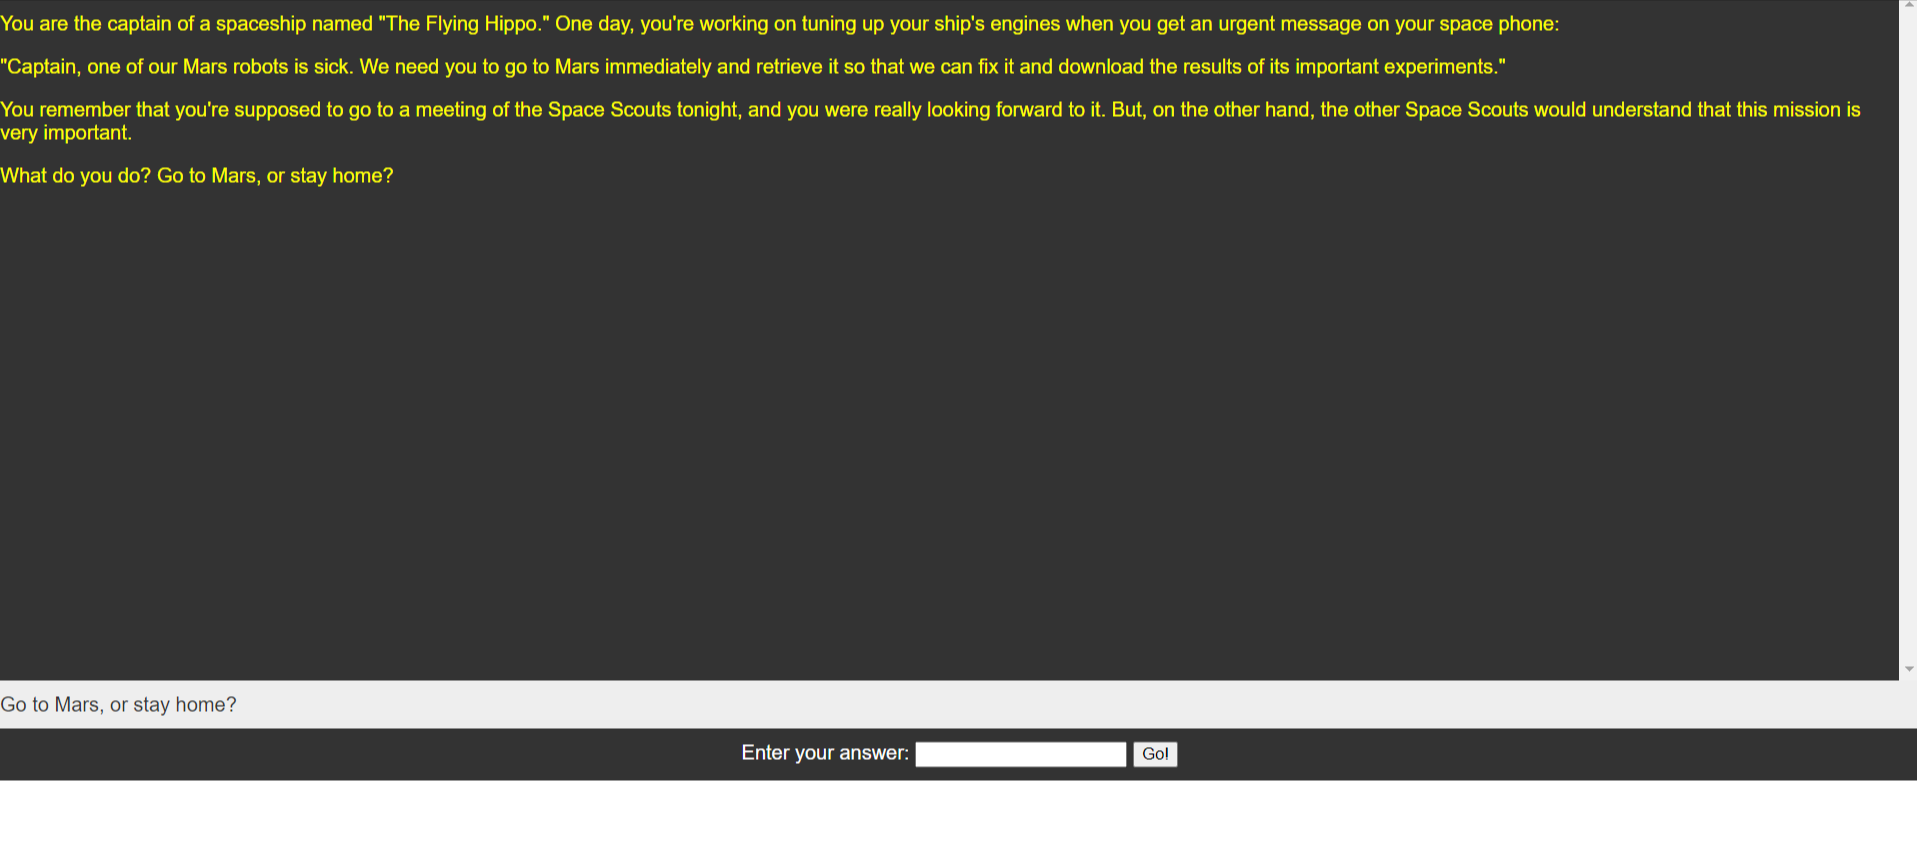 You are the captain of a spaceship named "The Flying Hippo." One day, you're working on tuning up your ship's engines when you get an urgent message on your space phone:
"Captain, one of our Mars robots is sick. We need you to go to Mars immediately and retrieve it so that we can fix it and download the results of its important experiments."
You remember that you're supposed to go to a meeting of the Space Scouts tonight, and you were really looking forward to it. But, on the other hand, the other Space Scouts would understand that this mission is
very important.
What do you do? Go to Mars, or stay home?
Go to Mars, or stay home?
Enter your answer: Go!